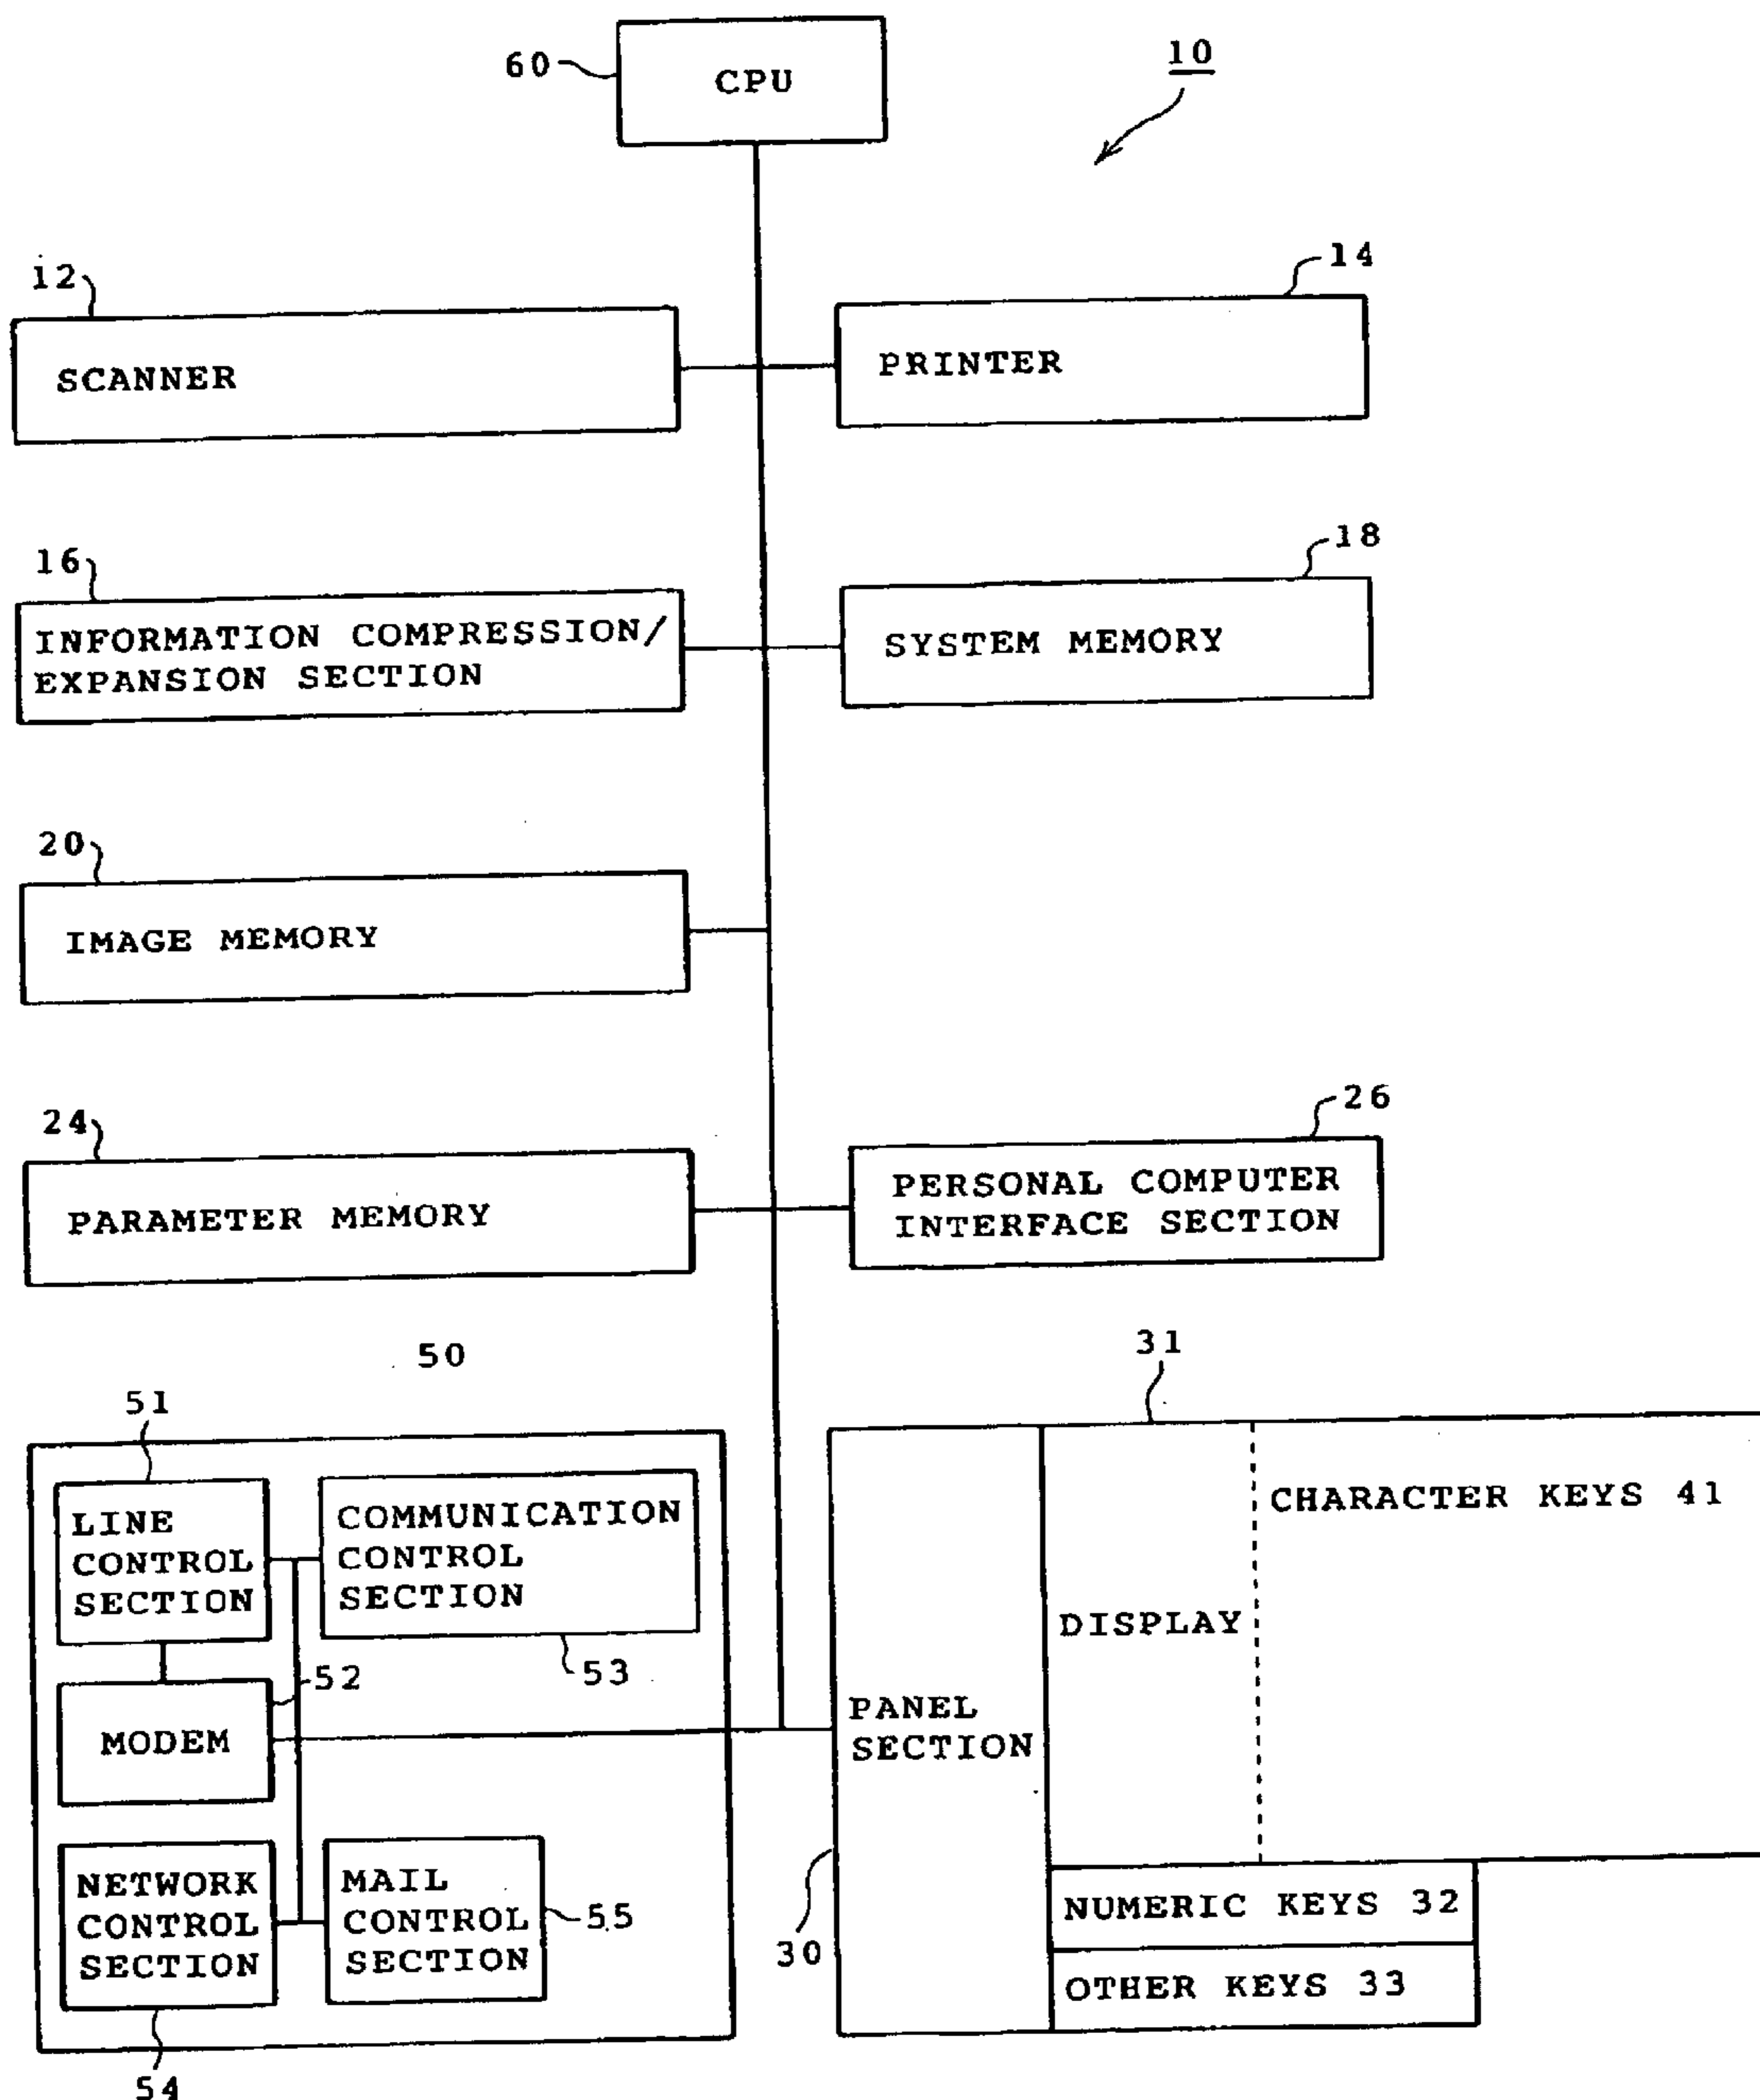 60
CPU
10
12
SCANNER
14
PRINTER
16
INFORMATION COMPRESSION/
EXPANSION SECTION
18
SYSTEM MEMORY
20
IMAGE MEMORY
24
PARAMETER MEMORY
26
PERSONAL COMPUTER
INTERFACE SECTION
50
51
LINE
CONTROL
SECTION
COMMUNICATION
CONTROL
SECTION
53
52
MODEM
NETWORK
CONTROL
SECTION
54
MAIL
CONTROL
SECTION
55
31
PANEL
SECTION
30
DISPLAY
CHARACTER KEYS 41
NUMERIC KEYS 32
OTHER KEYS 33